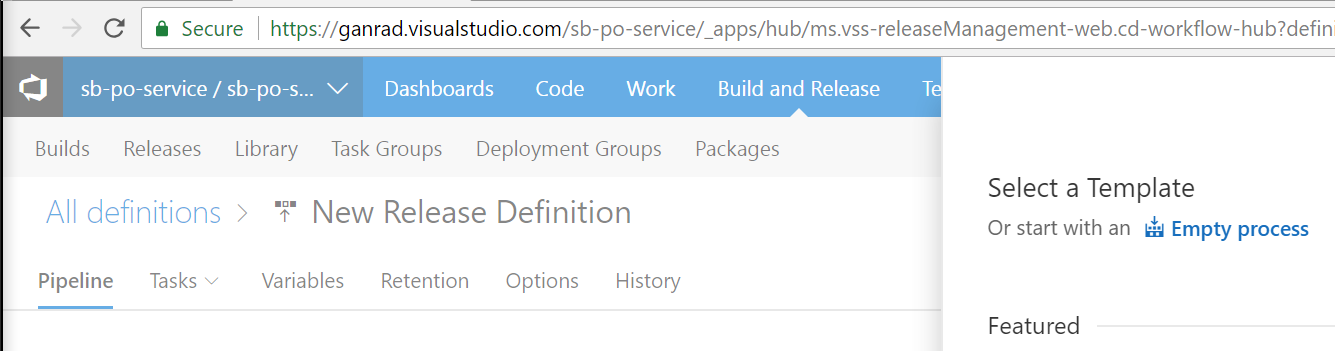 Secure https://ganrad.visualstudio.com/sb-po-service/_apps/hub/ms.vss-releaseManagement-web.cd-workflow-hub?defini
sb-po-service / sb-po-s... Dashboards Code Work Build and Release Te
Builds Releases Library Task Groups Deployment Groups Packages
All definitions > New Release Definition
Pipeline Tasks Variables Retention Options History
Select a Template
Or start with an Empty process
Featured